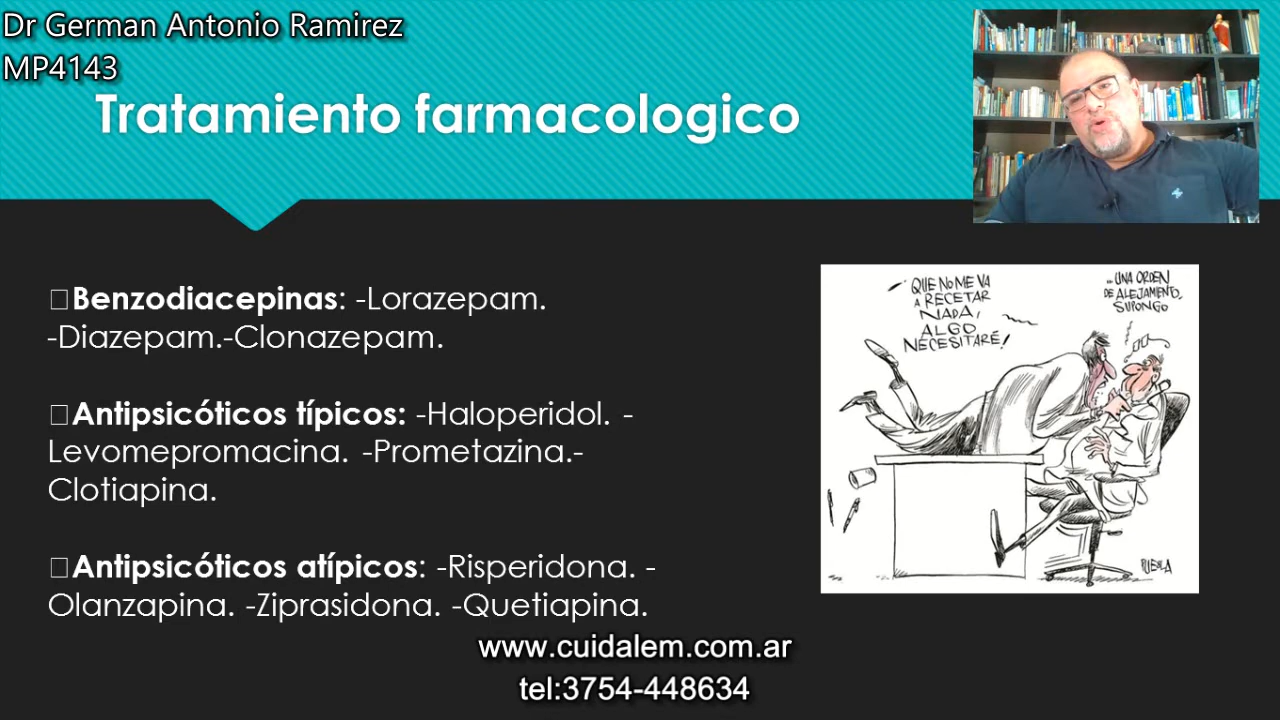 Dr German Antonio Ramirez
MP4143
Tratamiento farmacologico
□Benzodiacepinas: -Lorazepam.
-Diazepam.-Clonazepam.
□Antipsicóticos típicos: -Haloperidol. -
Levomepromacina. -Prometazina.-
Clotiapina.
□Antipsicóticos atípicos: -Risperidona. -
Olanzapina. -Ziprasidona. -Quetiapina.
QUE NO ME VA
A RECETAR
NADA,
ALGO
NECESITARÉ!
...UNA ORDEN
DE ALEJAMIENTO,
SUPONGO
PUEBLA
www.cuidalem.com.ar
tel:3754-448634